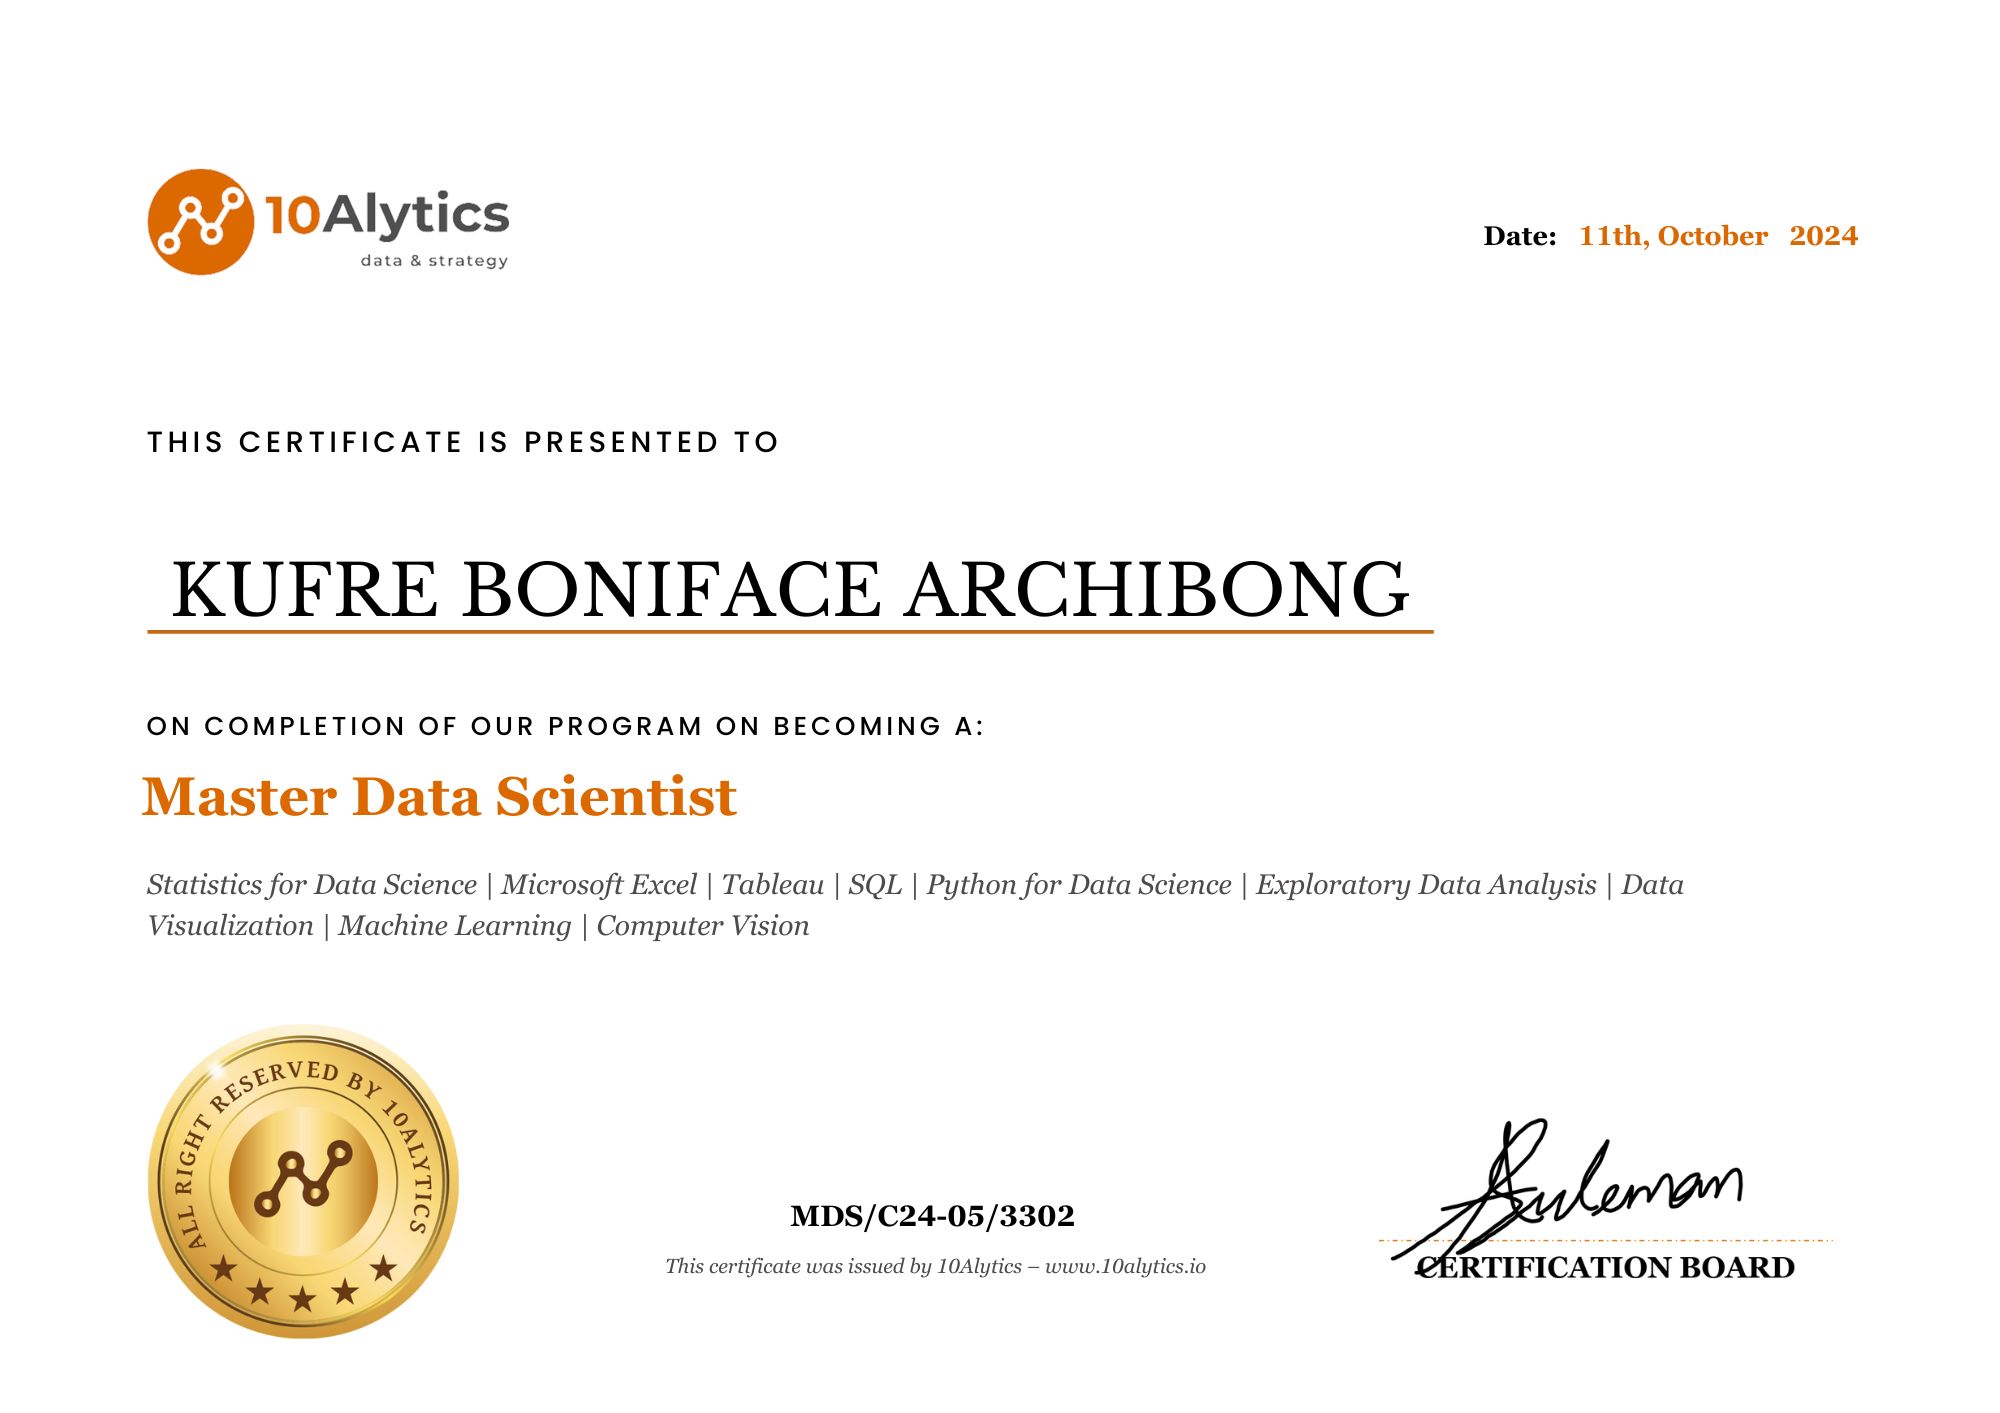 10Alytics
data & strategy
Date: 11th, October 2024
THIS CERTIFICATE IS PRESENTED TO
KUFRE BONIFACE ARCHIBONG
ON COMPLETION OF OUR PROGRAM ON BECOMING A:
Master Data Scientist
Statistics for Data Science | Microsoft Excel | Tableau | SQL | Python for Data Science | Exploratory Data Analysis | Data
Visualization | Machine Learning | Computer Vision
ALL RIGHT RESERVED BY 10ALYTICS
MDS/C24-05/3302
This certificate was issued by 10Alytics – www.10alytics.io
Suleman
CERTIFICATION BOARD